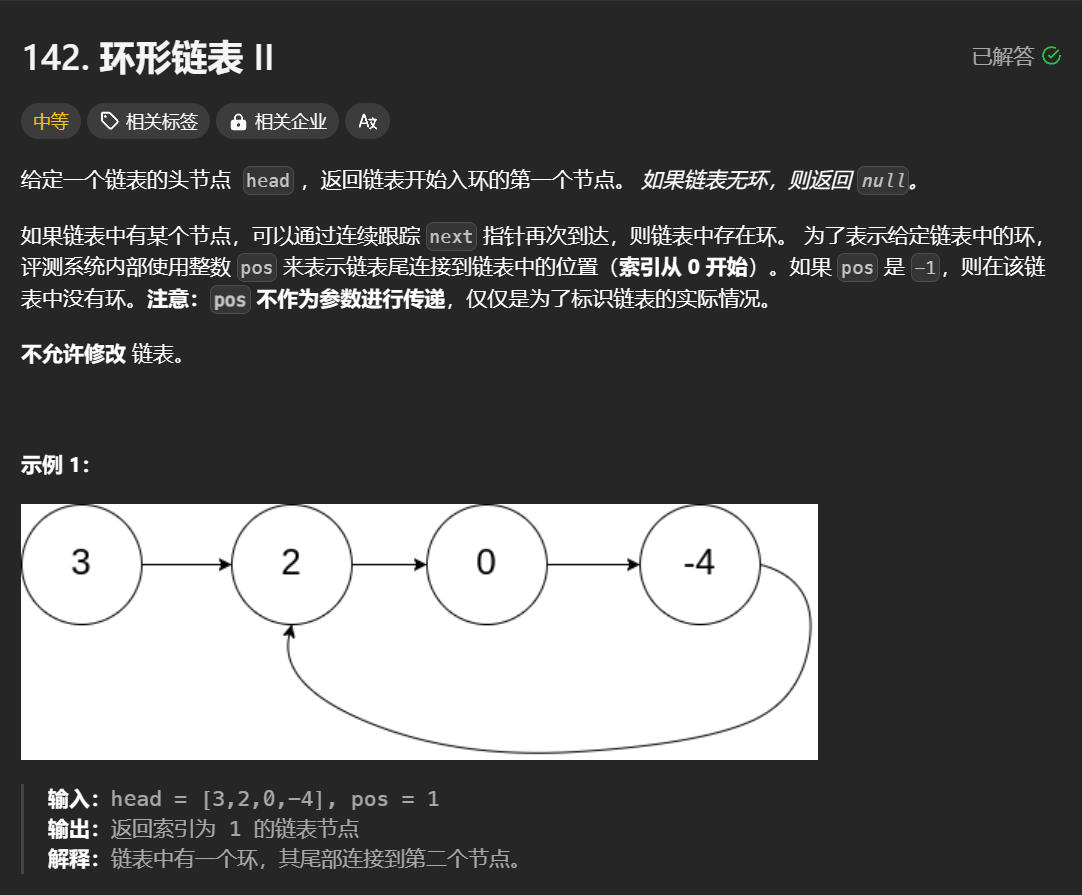 142. 环形链表 II
已解答
中等
相关标签
相关企业
给定一个链表的头节点 head ，返回链表开始入环的第一个节点。 如果链表无环，则返回 null。
如果链表中有某个节点，可以通过连续跟踪 next 指针再次到达，则链表中存在环。 为了表示给定链表中的环，
评测系统内部使用整数 pos 来表示链表尾连接到链表中的位置（索引从 0 开始）。如果 pos 是 -1，则在该链
表中没有环。注意：pos 不作为参数进行传递，仅仅是为了标识链表的实际情况。
不允许修改 链表。
示例 1：
3
2
0
-4
输入：head = [3,2,0,-4], pos = 1
输出：返回索引为 1 的链表节点
解释：链表中有一个环，其尾部连接到第二个节点。